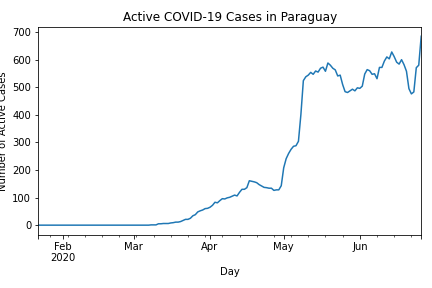 Active COVID-19 Cases in Paraguay
Number of Active Cases
700
600
500
400
300
200
100
0
Feb
2020
Mar
Apr
May
Jun
Day